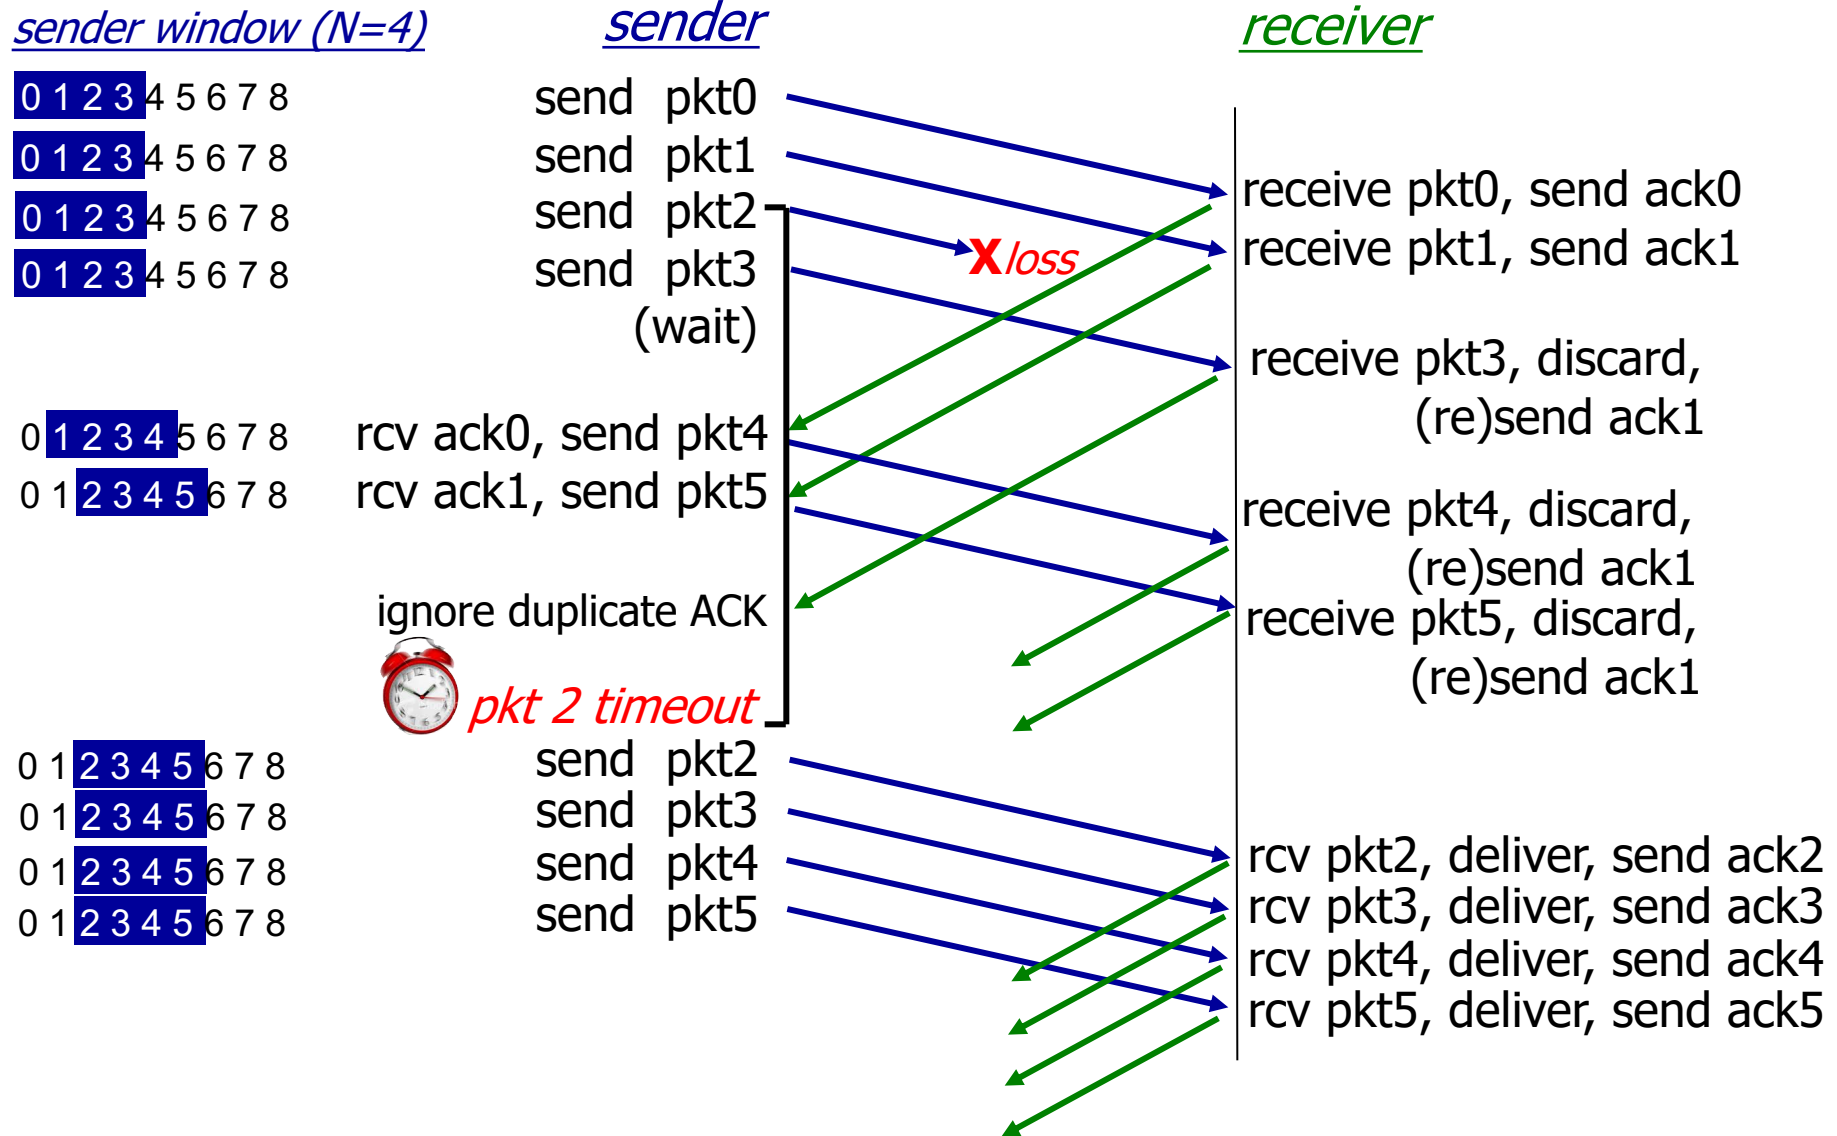 sender window (N=4)
sender
receiver
0 1 2 3 4 5 6 7 8
send pkt0
0 1 2 3 4 5 6 7 8
send pkt1
receive pkt0, send ack0
0 1 2 3 4 5 6 7 8
send pkt2
receive pkt1, send ack1
X loss
0 1 2 3 4 5 6 7 8
send pkt3
(wait)
receive pkt3, discard,
(re)send ack1
0 1 2 3 4 5 6 7 8
rcv ack0, send pkt4
0 1 2 3 4 5 6 7 8
rcv ack1, send pkt5
receive pkt4, discard,
(re)send ack1
ignore duplicate ACK
receive pkt5, discard,
(re)send ack1
pkt 2 timeout
0 1 2 3 4 5 6 7 8
send pkt2
0 1 2 3 4 5 6 7 8
send pkt3
0 1 2 3 4 5 6 7 8
send pkt4
rcv pkt2, deliver, send ack2
0 1 2 3 4 5 6 7 8
send pkt5
rcv pkt3, deliver, send ack3
rcv pkt4, deliver, send ack4
rcv pkt5, deliver, send ack5